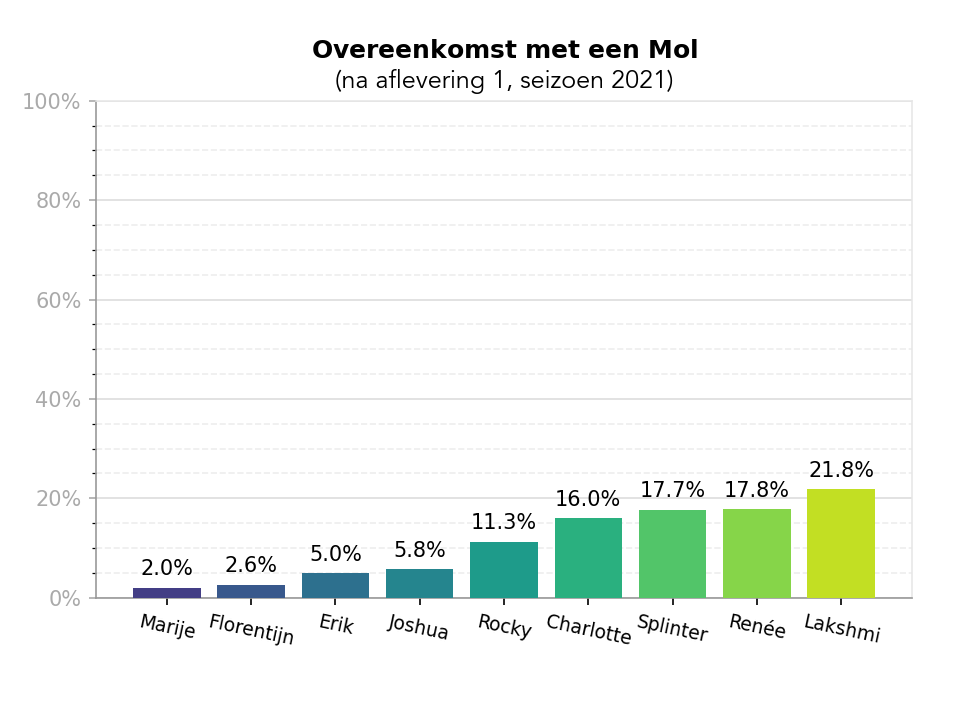 Overeenkomst met een Mol
(na aflevering 1, seizoen 2021)
100%
80%
60%
40%
20%
0%
2.0%
2.6%
5.0%
5.8%
11.3%
16.0%
17.7%
17.8%
21.8%
Marije
Florentijn
Erik
Joshua
Rocky
Charlotte
Splinter
Renée
Lakshmi